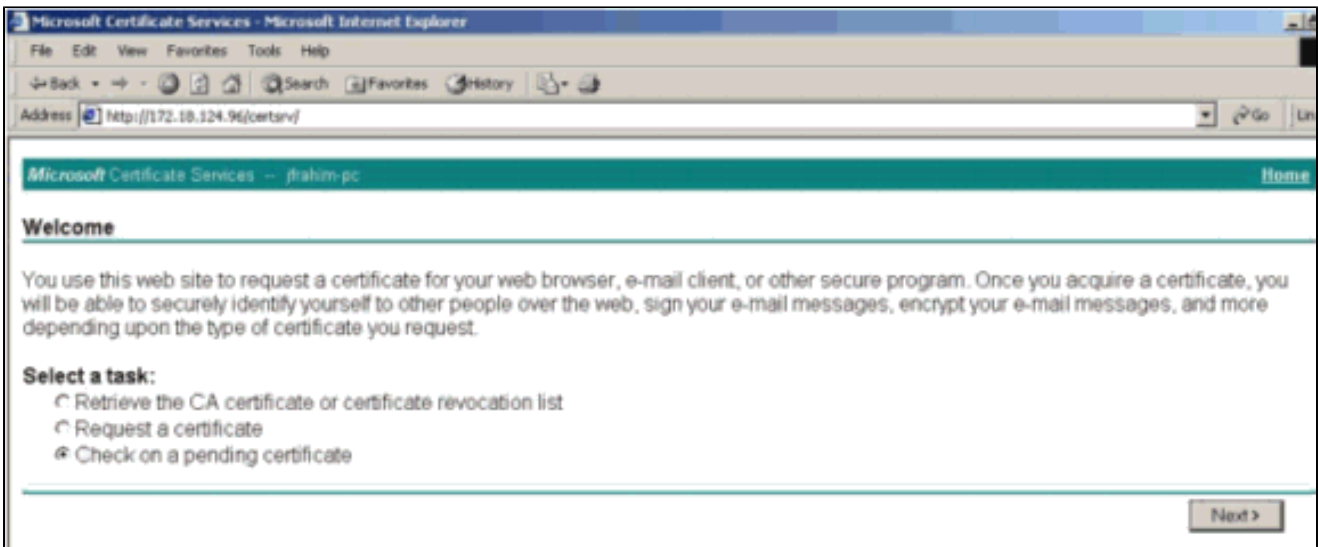 Microsoft Certificate Services - Microsoft Internet Explorer
File Edit View Favorites Tools Help
Back Search Favorites History
Address http://172.18.124.96/certsrv/ Go Lin
Microsoft Certificate Services -- jfrahim-pc Home
Welcome
You use this web site to request a certificate for your web browser, e-mail client, or other secure program. Once you acquire a certificate, you
will be able to securely identify yourself to other people over the web, sign your e-mail messages, encrypt your e-mail messages, and more
depending upon the type of certificate you request.
Select a task:
Retrieve the CA certificate or certificate revocation list
Request a certificate
Check on a pending certificate
Next >